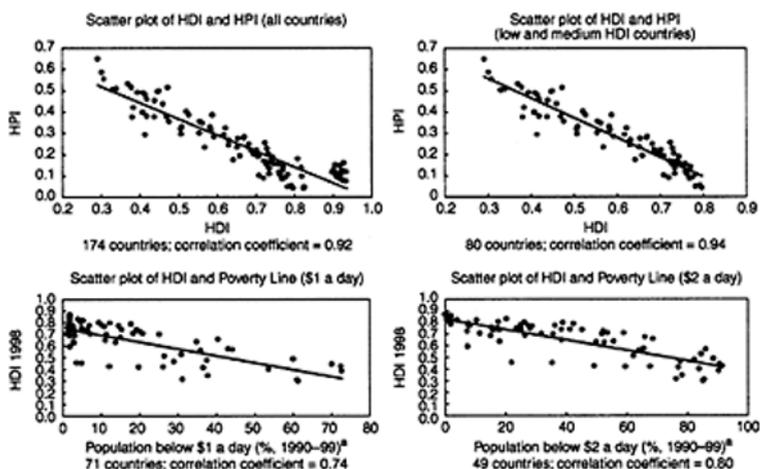 Scatter plot of HDI and HPI (all countries)
0.7
0.6
0.5
0.4
0.3
0.2
0.1
0.0
HPI
0.2 0.3 0.4 0.5 0.6 0.7 0.8 0.9 1.0
HDI
174 countries; correlation coefficient = 0.92
Scatter plot of HDI and HPI
(low and medium HDI countries)
0.7
0.6
0.5
0.4
0.3
0.2
0.1
0
HPI
0.2 0.3 0.4 0.5 0.6 0.7 0.8 0.9
HDI
80 countries; correlation coefficient = 0.94
Scatter plot of HDI and Poverty Line ($1 a day)
1.0
0.9
0.8
0.7
0.6
0.5
0.4
0.3
0.2
0.1
0.0
HDI 1998
0 10 20 30 40 50 60 70 80
Population below $1 a day (%, 1990–99)ª
71 countries; correlation coefficient = 0.74
Scatter plot of HDI and Poverty Line ($2 a day)
1.0
0.9
0.8
0.7
0.6
0.5
0.4
0.3
0.2
0.1
0.0
HDI 1998
0 20 40 60 80 100
Population below $2 a day (%, 1990–99)ª
49 countries; correlation coefficient = 0.80